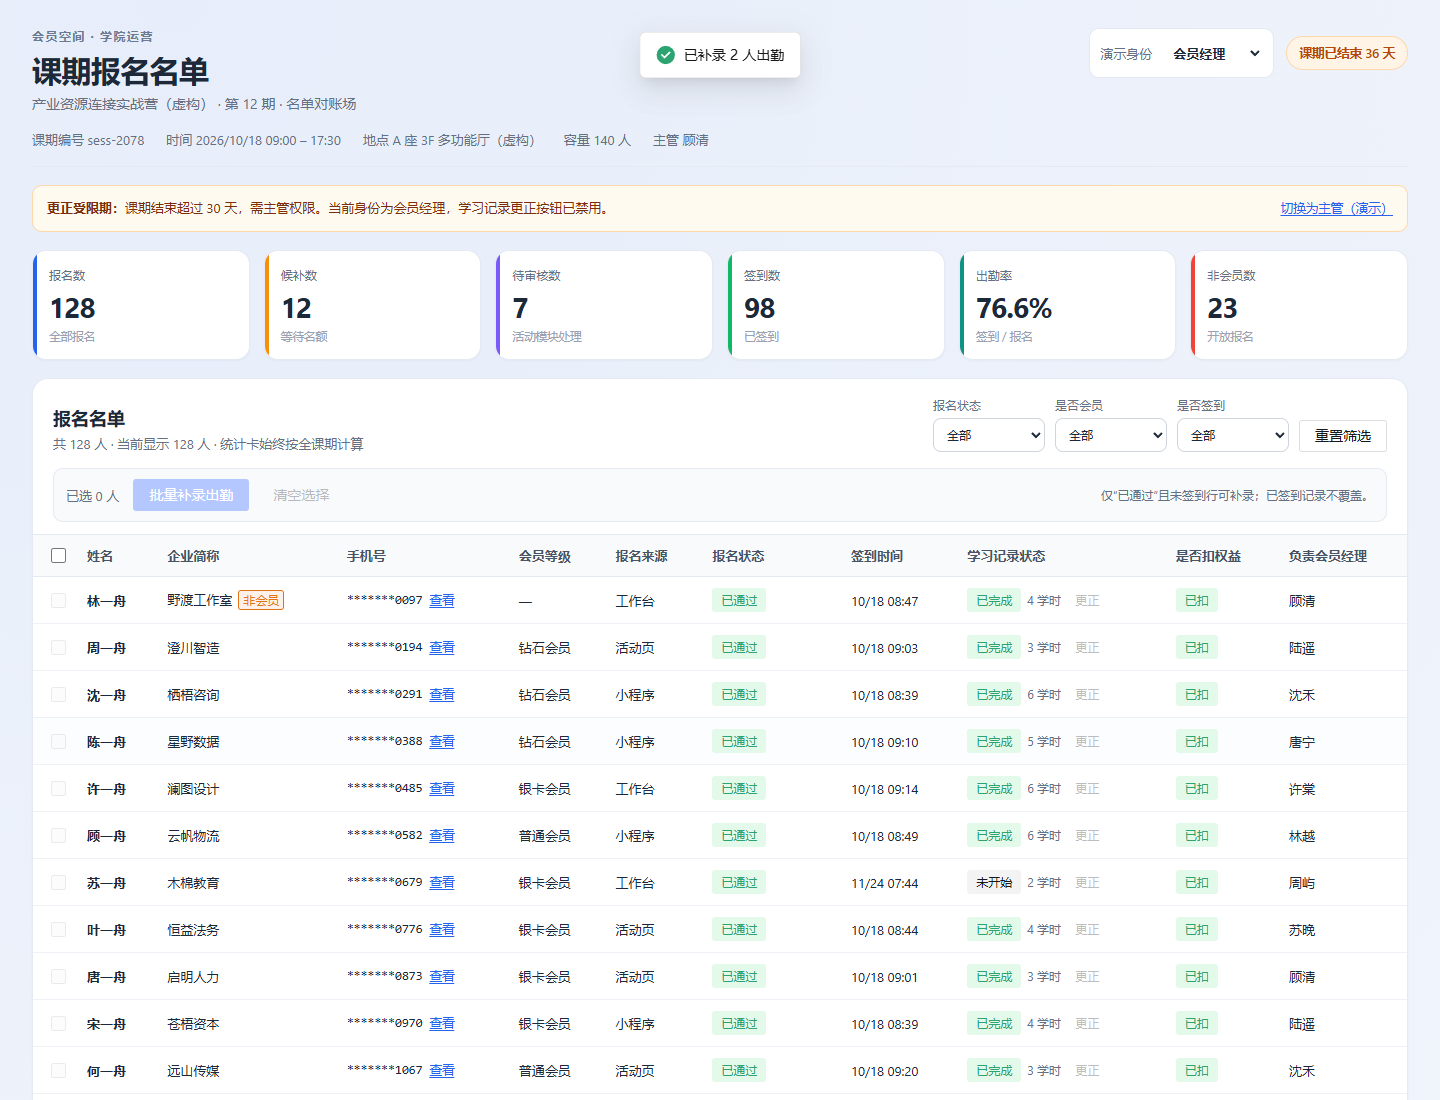 会员空间 · 学院运营
课期报名名单
产业资源连接实战营（虚构） · 第 12 期 · 名单对账场
课期编号 sess-2078 时间 2026/10/18 09:00 – 17:30 地点 A 座 3F 多功能厅（虚构） 容量 140 人 主管 顾清
已补录 2 人出勤
演示身份 会员经理
课期已结束 36 天
更正受限期：课期结束超过 30 天，需主管权限。当前身份为会员经理，学习记录更正按钮已禁用。 切换为主管（演示）
报名数
128
全部报名
候补数
12
等待名额
待审核数
7
活动模块处理
签到数
98
已签到
出勤率
76.6%
签到 / 报名
非会员数
23
开放报名
报名名单
共 128 人 · 当前显示 128 人 · 统计卡始终按全课期计算
报名状态 是否会员 是否签到
全部 全部 全部 重置筛选
已选 0 人 批量补录出勤 清空选择 仅“已通过”且未签到行可补录；已签到记录不覆盖。
姓名 企业简称 手机号 会员等级 报名来源 报名状态 签到时间 学习记录状态 是否扣权益 负责会员经理
林一舟 野渡工作室 非会员 *******0097 查看 — 工作台 已通过 10/18 08:47 已完成 4 学时 更正 已扣 顾清
周一舟 澄川智造 *******0194 查看 钻石会员 活动页 已通过 10/18 09:03 已完成 3 学时 更正 已扣 陆遥
沈一舟 栖梧咨询 *******0291 查看 钻石会员 小程序 已通过 10/18 08:39 已完成 6 学时 更正 已扣 沈禾
陈一舟 星野数据 *******0388 查看 钻石会员 小程序 已通过 10/18 09:10 已完成 5 学时 更正 已扣 唐宁
许一舟 澜图设计 *******0485 查看 银卡会员 工作台 已通过 10/18 09:14 已完成 6 学时 更正 已扣 许棠
顾一舟 云帆物流 *******0582 查看 普通会员 小程序 已通过 10/18 08:49 已完成 6 学时 更正 已扣 林越
苏一舟 木棉教育 *******0679 查看 银卡会员 工作台 已通过 11/24 07:44 未开始 2 学时 更正 已扣 周屿
叶一舟 恒益法务 *******0776 查看 银卡会员 活动页 已通过 10/18 08:44 已完成 4 学时 更正 已扣 苏晚
唐一舟 启明人力 *******0873 查看 银卡会员 活动页 已通过 10/18 09:01 已完成 3 学时 更正 已扣 顾清
宋一舟 苍梧资本 *******0970 查看 银卡会员 小程序 已通过 10/18 08:39 已完成 4 学时 更正 已扣 陆遥
何一舟 远山传媒 *******1067 查看 普通会员 活动页 已通过 10/18 09:20 已完成 3 学时 更正 已扣 沈禾